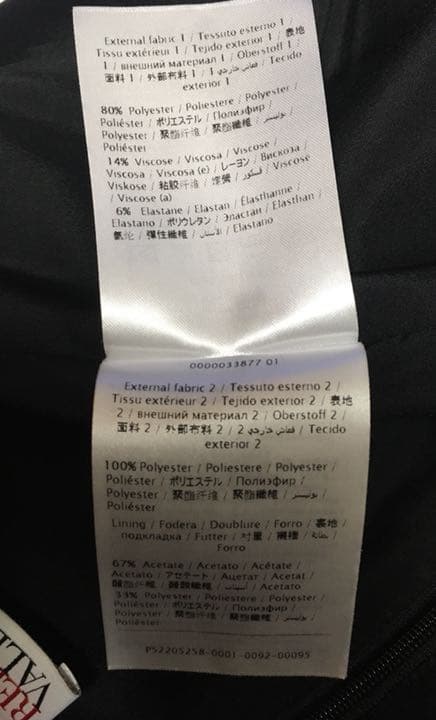 External fabric 1 / Tessuto esterno 1 /
Tissu extérieur 1 / Tejido exterior 1 / 表地
1 / внешний материал 1 / Oberstoff 1 /
面料 1 / 外部布料 1 / 1 قماش خارجي / Tecido
exterior 1
80% Polyester / Poliestere / Polyester /
Poliéster / ポリエステル / Полиэфир /
Polyester / 聚酯纤维 / 聚酯纖維 / بوليستر /
Poliéster
14% Viscose / Viscosa / Viscose /
Viscosa / Viscosa (e) / レーヨン / Вискоза /
Viskose / 粘胶纤维 / 嫘縈 / فسكوز / Viscose
/ Viscose (a)
6% Elastane / Elastan / Elasthanne /
Elastano / ポリウレタン / Эластан / Elasthan /
氨纶 / 彈性纖維 / الأستان / Elastano
0000033877 01
External fabric 2 / Tessuto esterno 2 /
Tissu extérieur 2 / Tejido exterior 2 / 表地
2 / внешний материал 2 / Oberstoff 2 /
面料 2 / 外部布料 2 / 2 قماش خارجي / Tecido
exterior 2
100% Polyester / Poliestere / Polyester /
Poliéster / ポリエステル / Полиэфир /
Polyester / 聚酯纤维 / 聚酯纖維 / بوليستر /
Poliéster
Lining / Fodera / Doublure / Forro / 裏地 /
подкладка / Futter / 衬里 / 襯裡 / بطانة /
Forro
67% Acetate / Acetato / Acétate /
Acetato / アセテート / Ацетат / Acetat /
醋酯纤维 / 醋酸纖維 / أسيتات / Acetato
33% Polyester / Poliestere / Polyester /
Poliéster / ポリエステル / Полиэфир /
Polyester / 聚酯纤维 / 聚酯纖維 / بوليستر /
Poliéster
P52205258-0001-0092-00095
RE
VAL